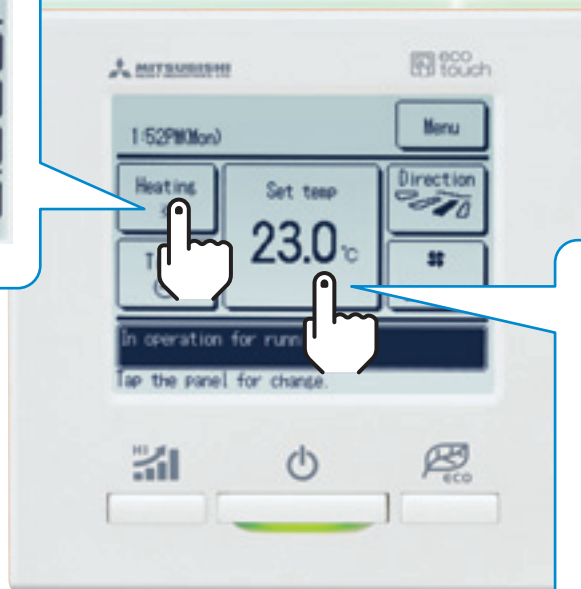 MITSUBISHI
eco
touch
1:52PM(Mon)
Menu
Heating
Set temp
Direction
23.0 °C
T
In operation for runn
Tap the panel for change.
HI
eco